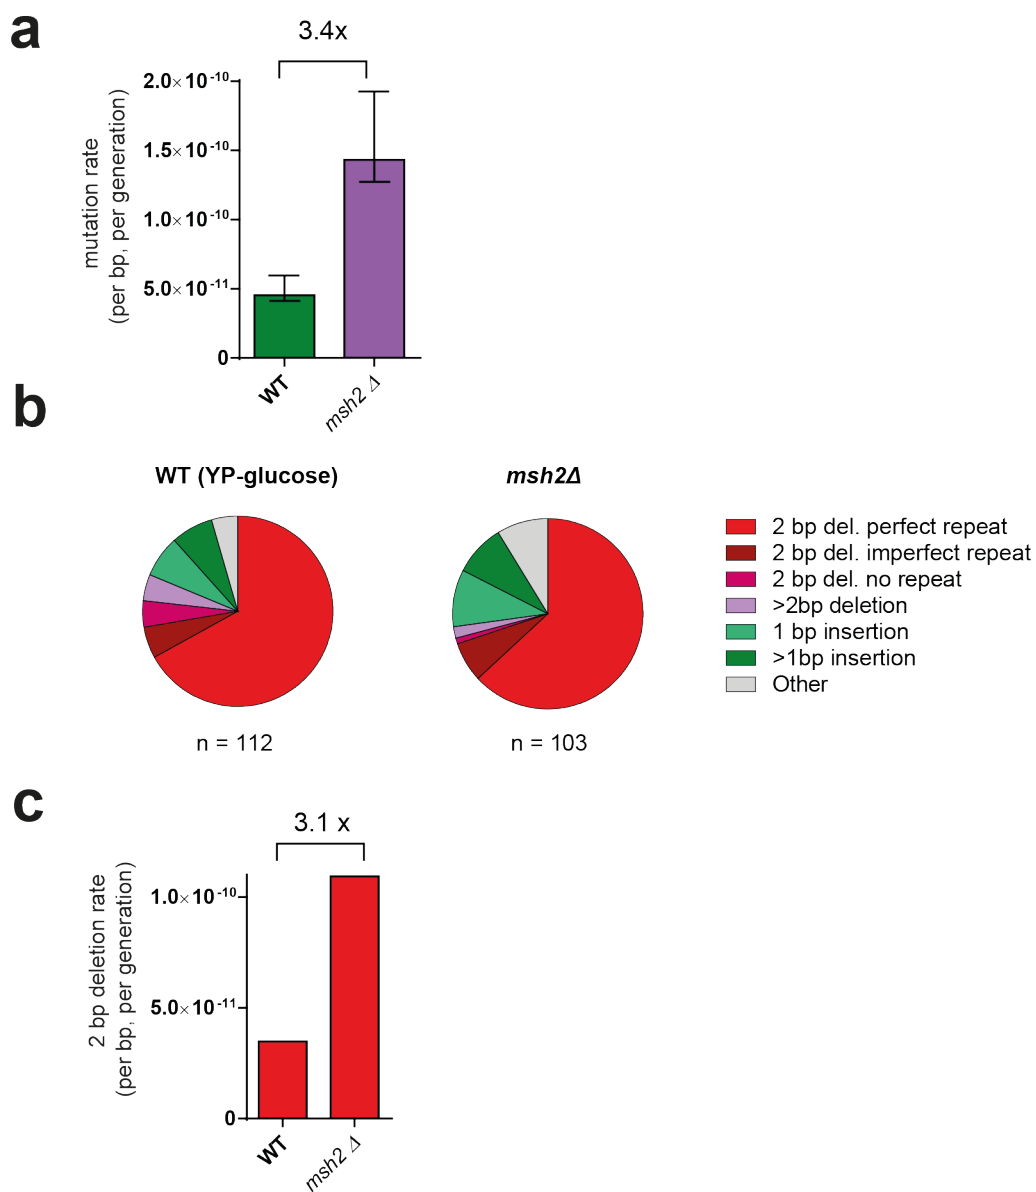 a
3.4x
mutation rate
(per bp, per generation)
2.0×10-10
1.5×10-10
1.0×10-10
5.0×10-11
0
WT
msh2 Δ
b
WT (YP-glucose)
msh2Δ
2 bp del. perfect repeat
2 bp del. imperfect repeat
2 bp del. no repeat
>2bp deletion
1 bp insertion
>1bp insertion
Other
n = 112
n = 103
c
3.1 x
2 bp deletion rate
(per bp, per generation)
1.0×10-10
5.0×10-11
0
WT
msh2 Δ